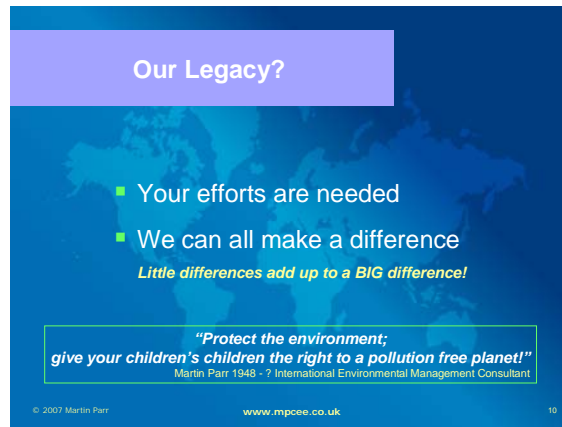 Our Legacy?
Your efforts are needed
We can all make a difference
Little differences add up to a BIG difference!
“Protect the environment;
give your children’s children the right to a pollution free planet!”
Martin Parr 1948 - ? International Environmental Management Consultant
© 2007 Martin Parr
www.mpcee.co.uk
10